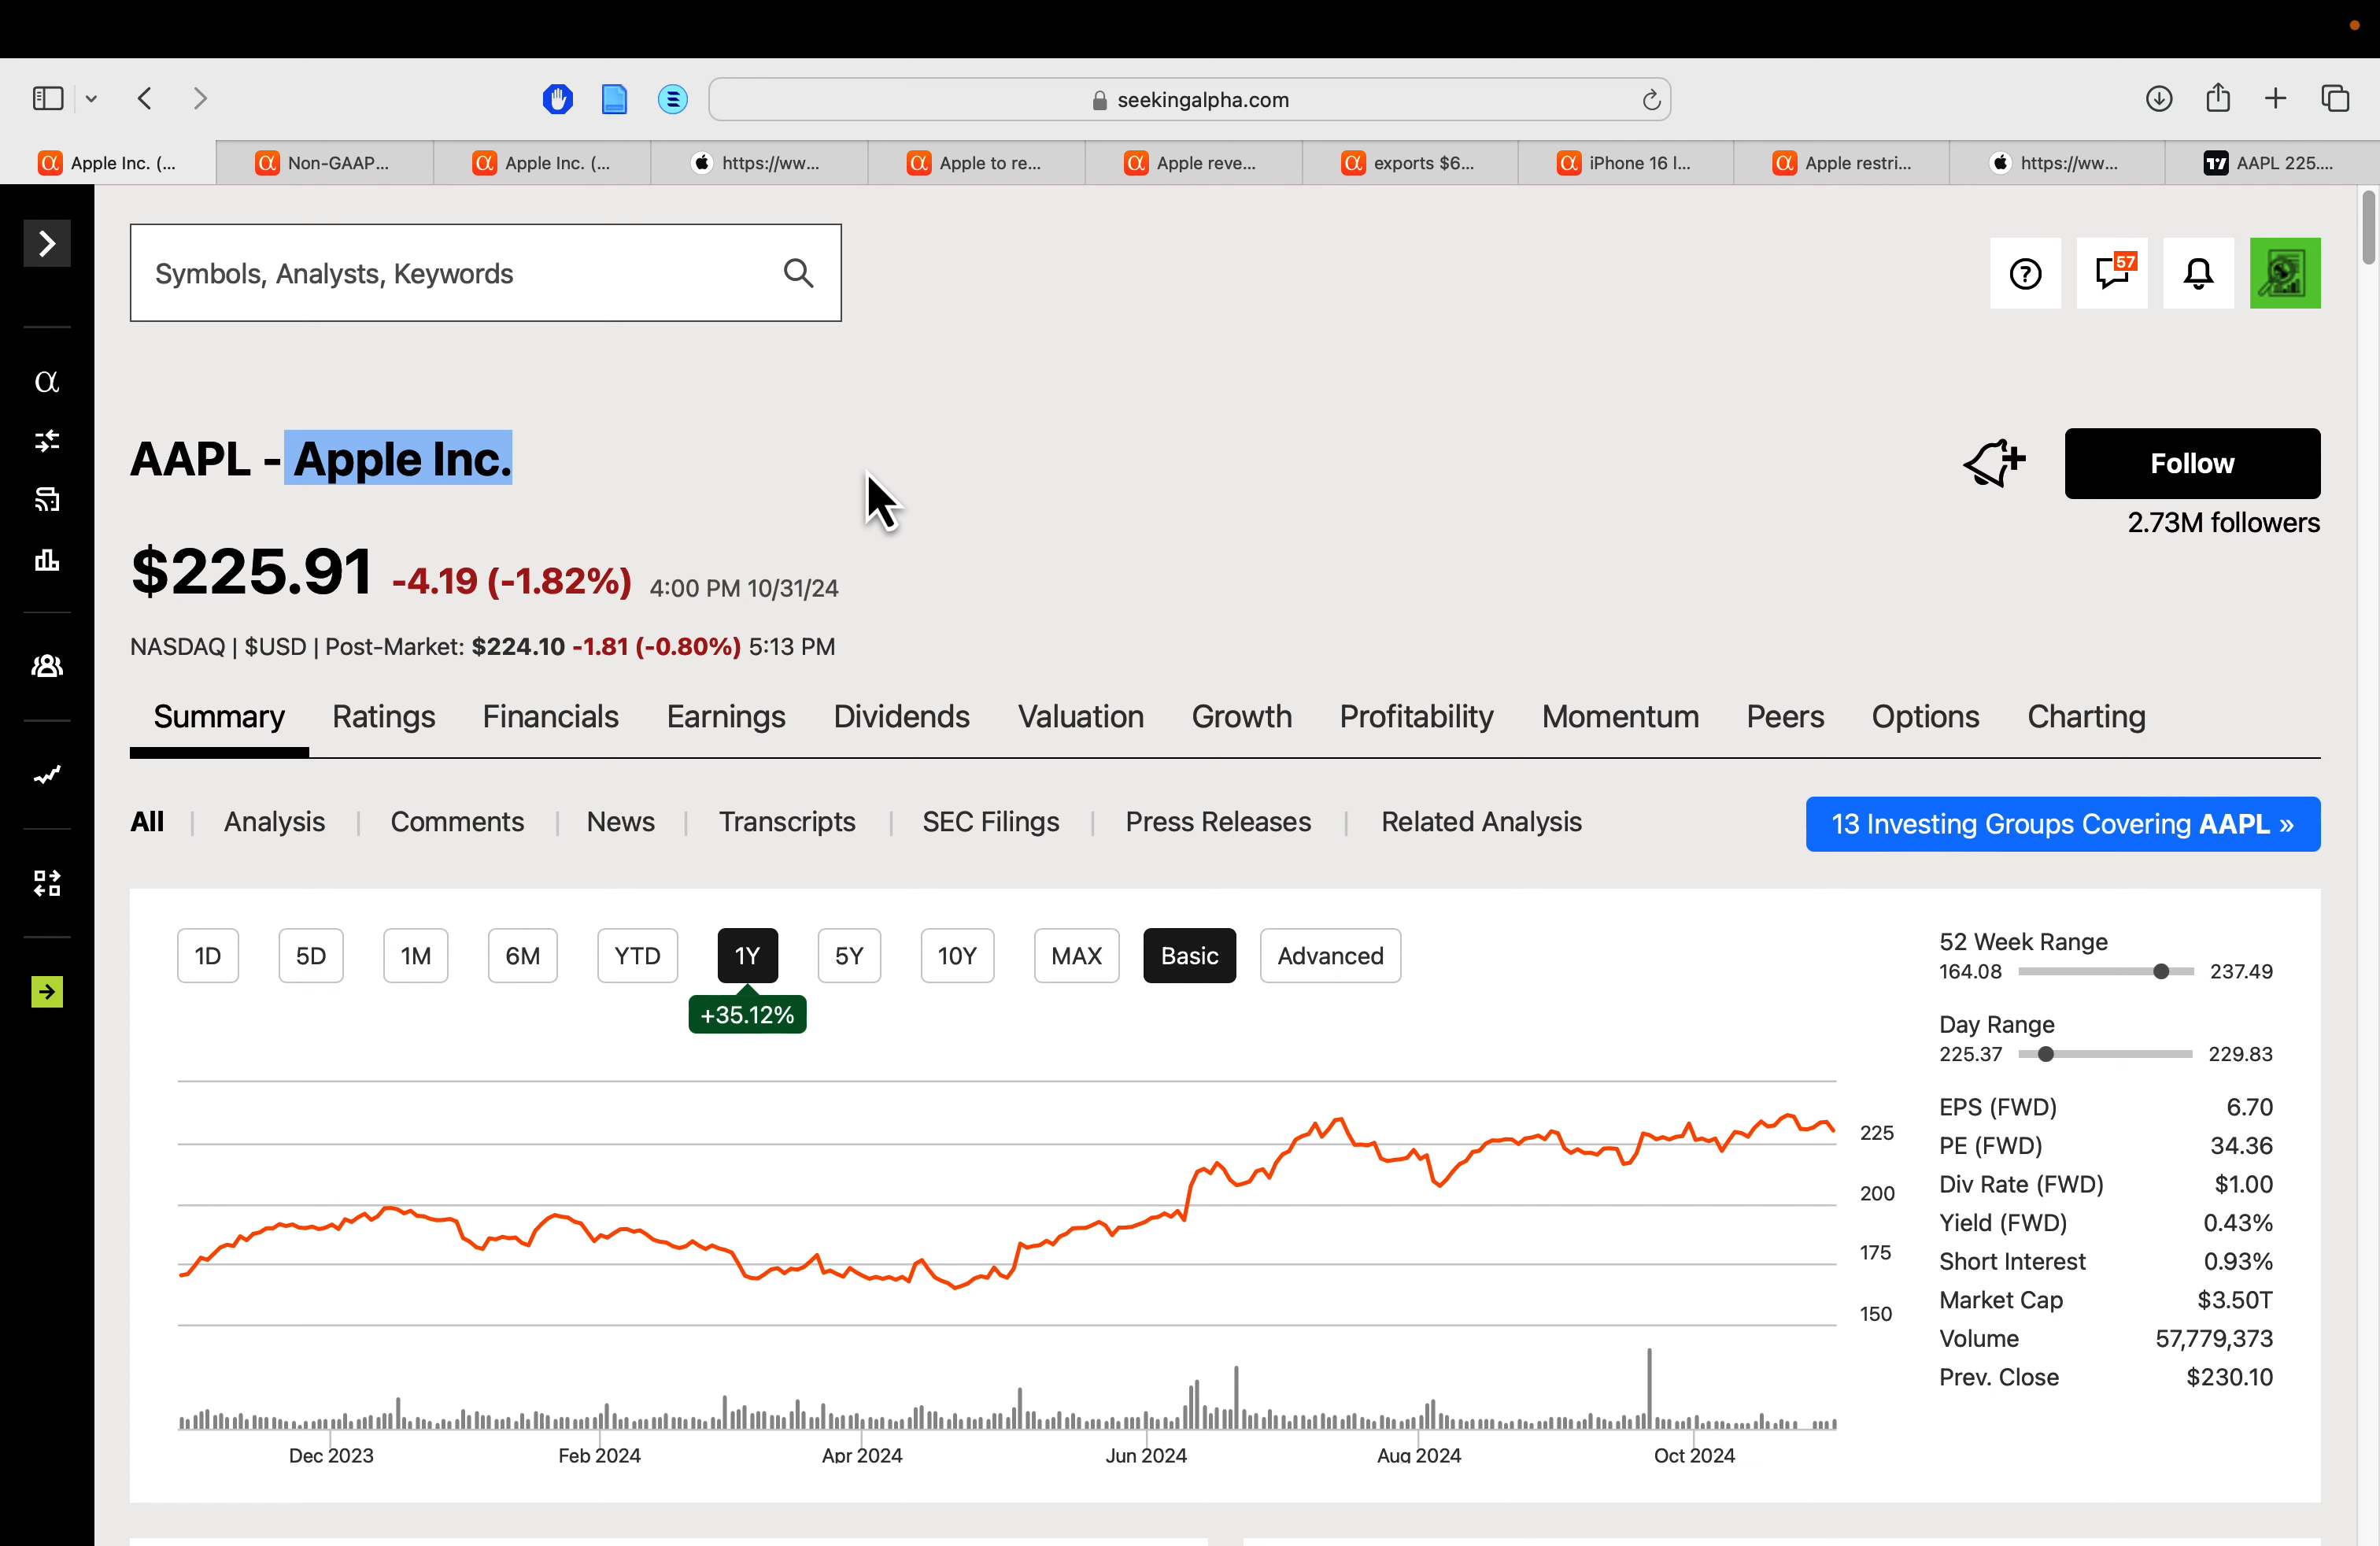 seekingalpha.com
Apple Inc. (...
Non-GAAP...
Apple Inc. (...
https://ww...
Apple to re...
Apple reve...
exports $6...
iPhone 16 l...
Apple restri...
https://ww...
AAPL 225....
Symbols, Analysts, Keywords
57
AAPL - Apple Inc.
Follow
2.73M followers
$225.91 -4.19 (-1.82%) 4:00 PM 10/31/24
NASDAQ | $USD | Post-Market: $224.10 -1.81 (-0.80%) 5:13 PM
Summary Ratings Financials Earnings Dividends Valuation Growth Profitability Momentum Peers Options Charting
All | Analysis | Comments | News | Transcripts | SEC Filings | Press Releases | Related Analysis
13 Investing Groups Covering AAPL »
1D 5D 1M 6M YTD 1Y 5Y 10Y MAX Basic Advanced
+35.12%
225
200
175
150
Dec 2023 Feb 2024 Apr 2024 Jun 2024 Aug 2024 Oct 2024
52 Week Range
164.08 237.49
Day Range
225.37 229.83
EPS (FWD) 6.70
PE (FWD) 34.36
Div Rate (FWD) $1.00
Yield (FWD) 0.43%
Short Interest 0.93%
Market Cap $3.50T
Volume 57,779,373
Prev. Close $230.10